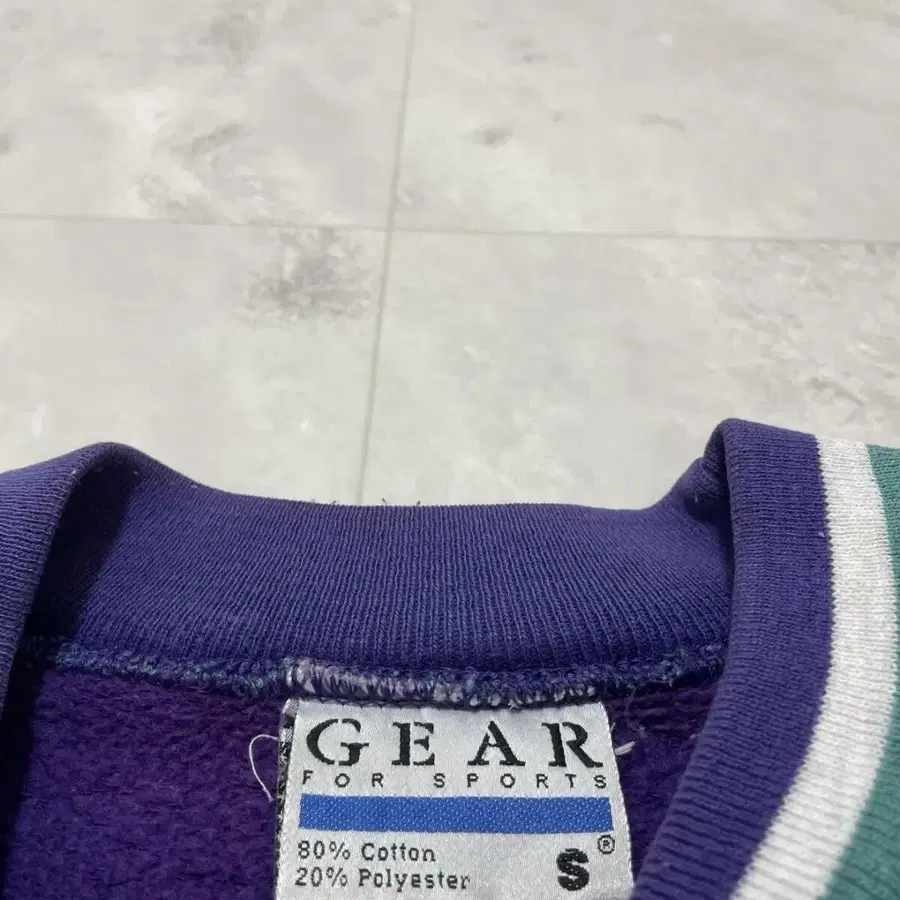 GEAR
FOR SPORTS
®
80% Cotton
20% Polyester
S